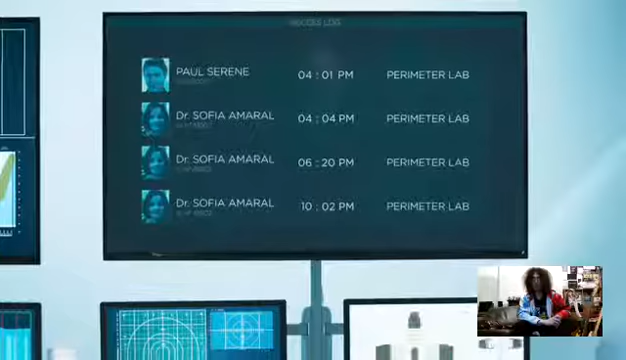 ACCESS LOG
PAUL SERENE 04 : 01 PM PERIMETER LAB
Dr. SOFIA AMARAL 04 : 04 PM PERIMETER LAB
Dr. SOFIA AMARAL 06 : 20 PM PERIMETER LAB
Dr. SOFIA AMARAL 10 : 02 PM PERIMETER LAB